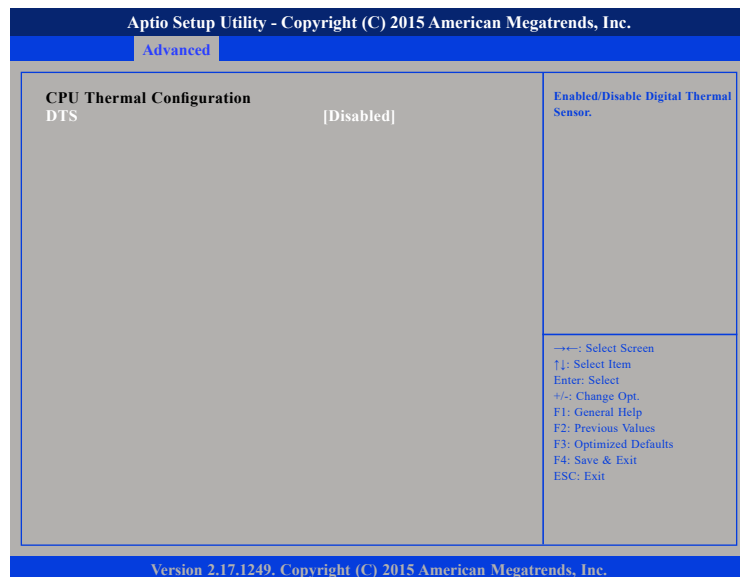 Aptio Setup Utility - Copyright (C) 2015 American Megatrends, Inc.
Advanced
CPU Thermal Configuration
DTS [Disabled]
Enabled/Disable Digital Thermal
Sensor.
→←: Select Screen
↑↓: Select Item
Enter: Select
+/-: Change Opt.
F1: General Help
F2: Previous Values
F3: Optimized Defaults
F4: Save & Exit
ESC: Exit
Version 2.17.1249. Copyright (C) 2015 American Megatrends, Inc.